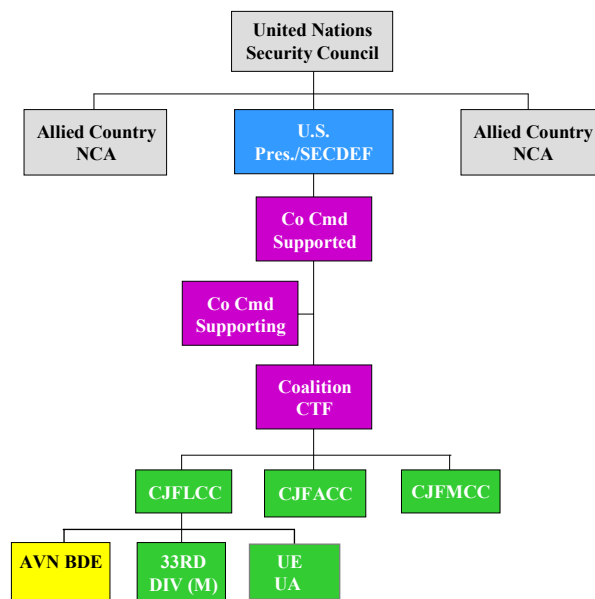 United Nations
Security Council
Allied Country
NCA
U.S.
Pres./SECDEF
Allied Country
NCA
Co Cmd
Supported
Co Cmd
Supporting
Coalition
CTF
CJFLCC
CJFACC
CJFMCC
AVN BDE
33RD
DIV (M)
UE
UA